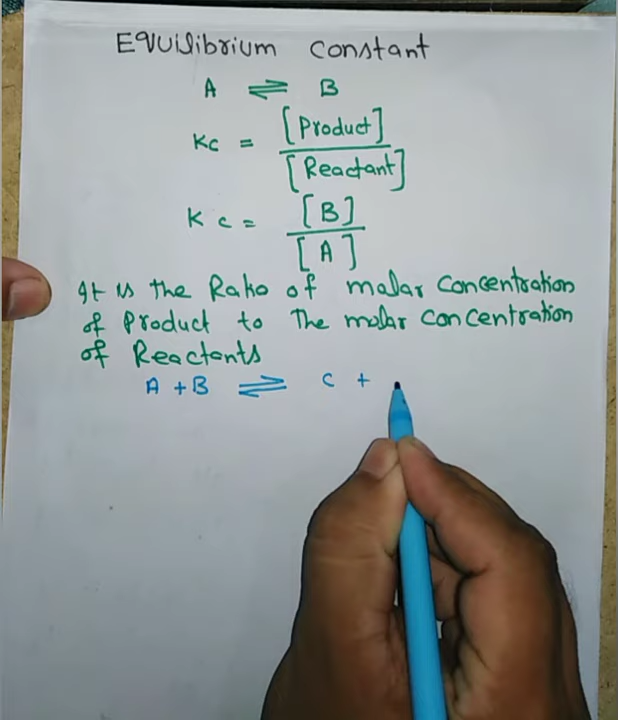 Equilibrium constant
A ⇌ B
Kc = [Product] / [Reactant]
Kc = [B] / [A]
It is the Ratio of molar concentration
of Product to The molar concentration
of Reactants
A + B ⇌ C +